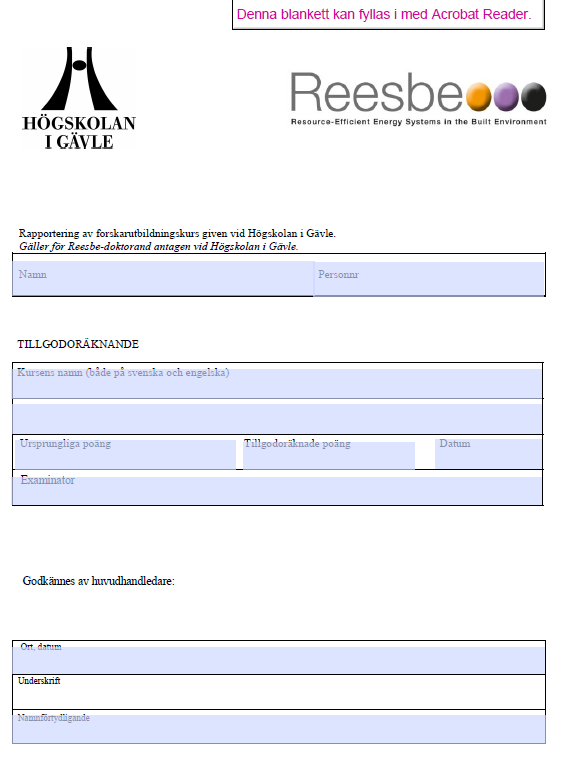 Denna blankett kan fyllas i med Acrobat Reader.
HÖGSKOLAN
I GÄVLE
Reesbe
Resource-Efficient Energy Systems in the Built Environment
Rapportering av forskarutbildningskurs given vid Högskolan i Gävle.
Gäller för Reesbe-doktorand antagen vid Högskolan i Gävle.
Namn Personnr
TILLGODORÄKNANDE
Kursens namn (både på svenska och engelska)
Ursprungliga poäng Tillgodoräknade poäng Datum
Examinator
Godkännes av huvudhandledare:
Ort, datum
Underskrift
Namnförtydligande